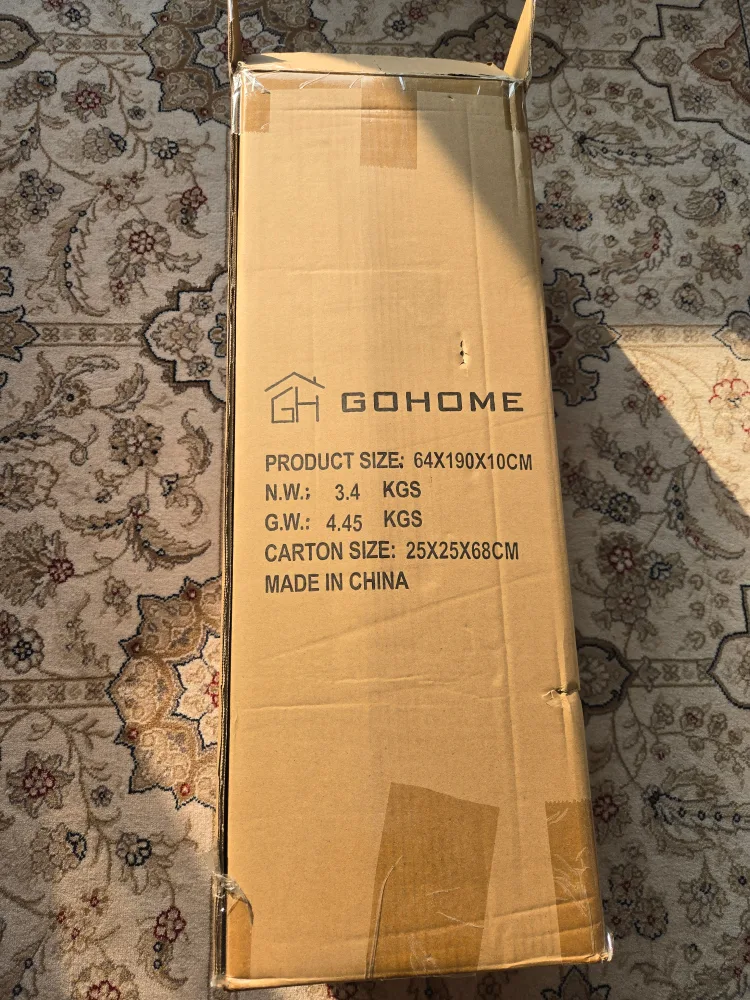 GH GOHOME
PRODUCT SIZE: 64X190X10CM
N.W.: 3.4 KGS
G.W.: 4.45 KGS
CARTON SIZE: 25X25X68CM
MADE IN CHINA